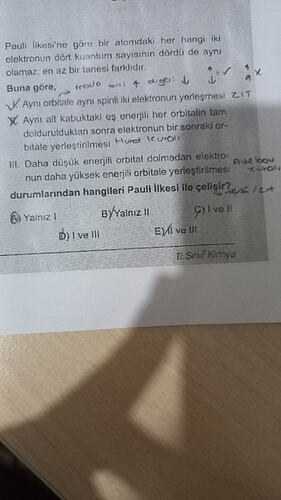 Pauli İlkesi'ne göre bir atomdaki her hangi iki
elektronun dört kuantum sayısının dördü de aynı
olamaz; en az bir tanesi farklıdır.
Buna göre,
Aynı orbitale aynı spinli iki elektronun yerleşmesi ZIT
Aynı alt kabuktaki eş enerjili her orbitalin tam
doldurulduktan sonra elektronun bir sonraki or-
bitale yerleştirilmesi Hund kuralı
III. Daha düşük enerjili orbital dolmadan elektro-
nun daha yüksek enerjili orbitale yerleştirilmesi
durumlarından hangileri Pauli İlkesi ile çelişir?
A) Yalnız I
B) Yalnız II
C) I ve II
D) I ve III
E) II ve III
11. Sınıf Kimya